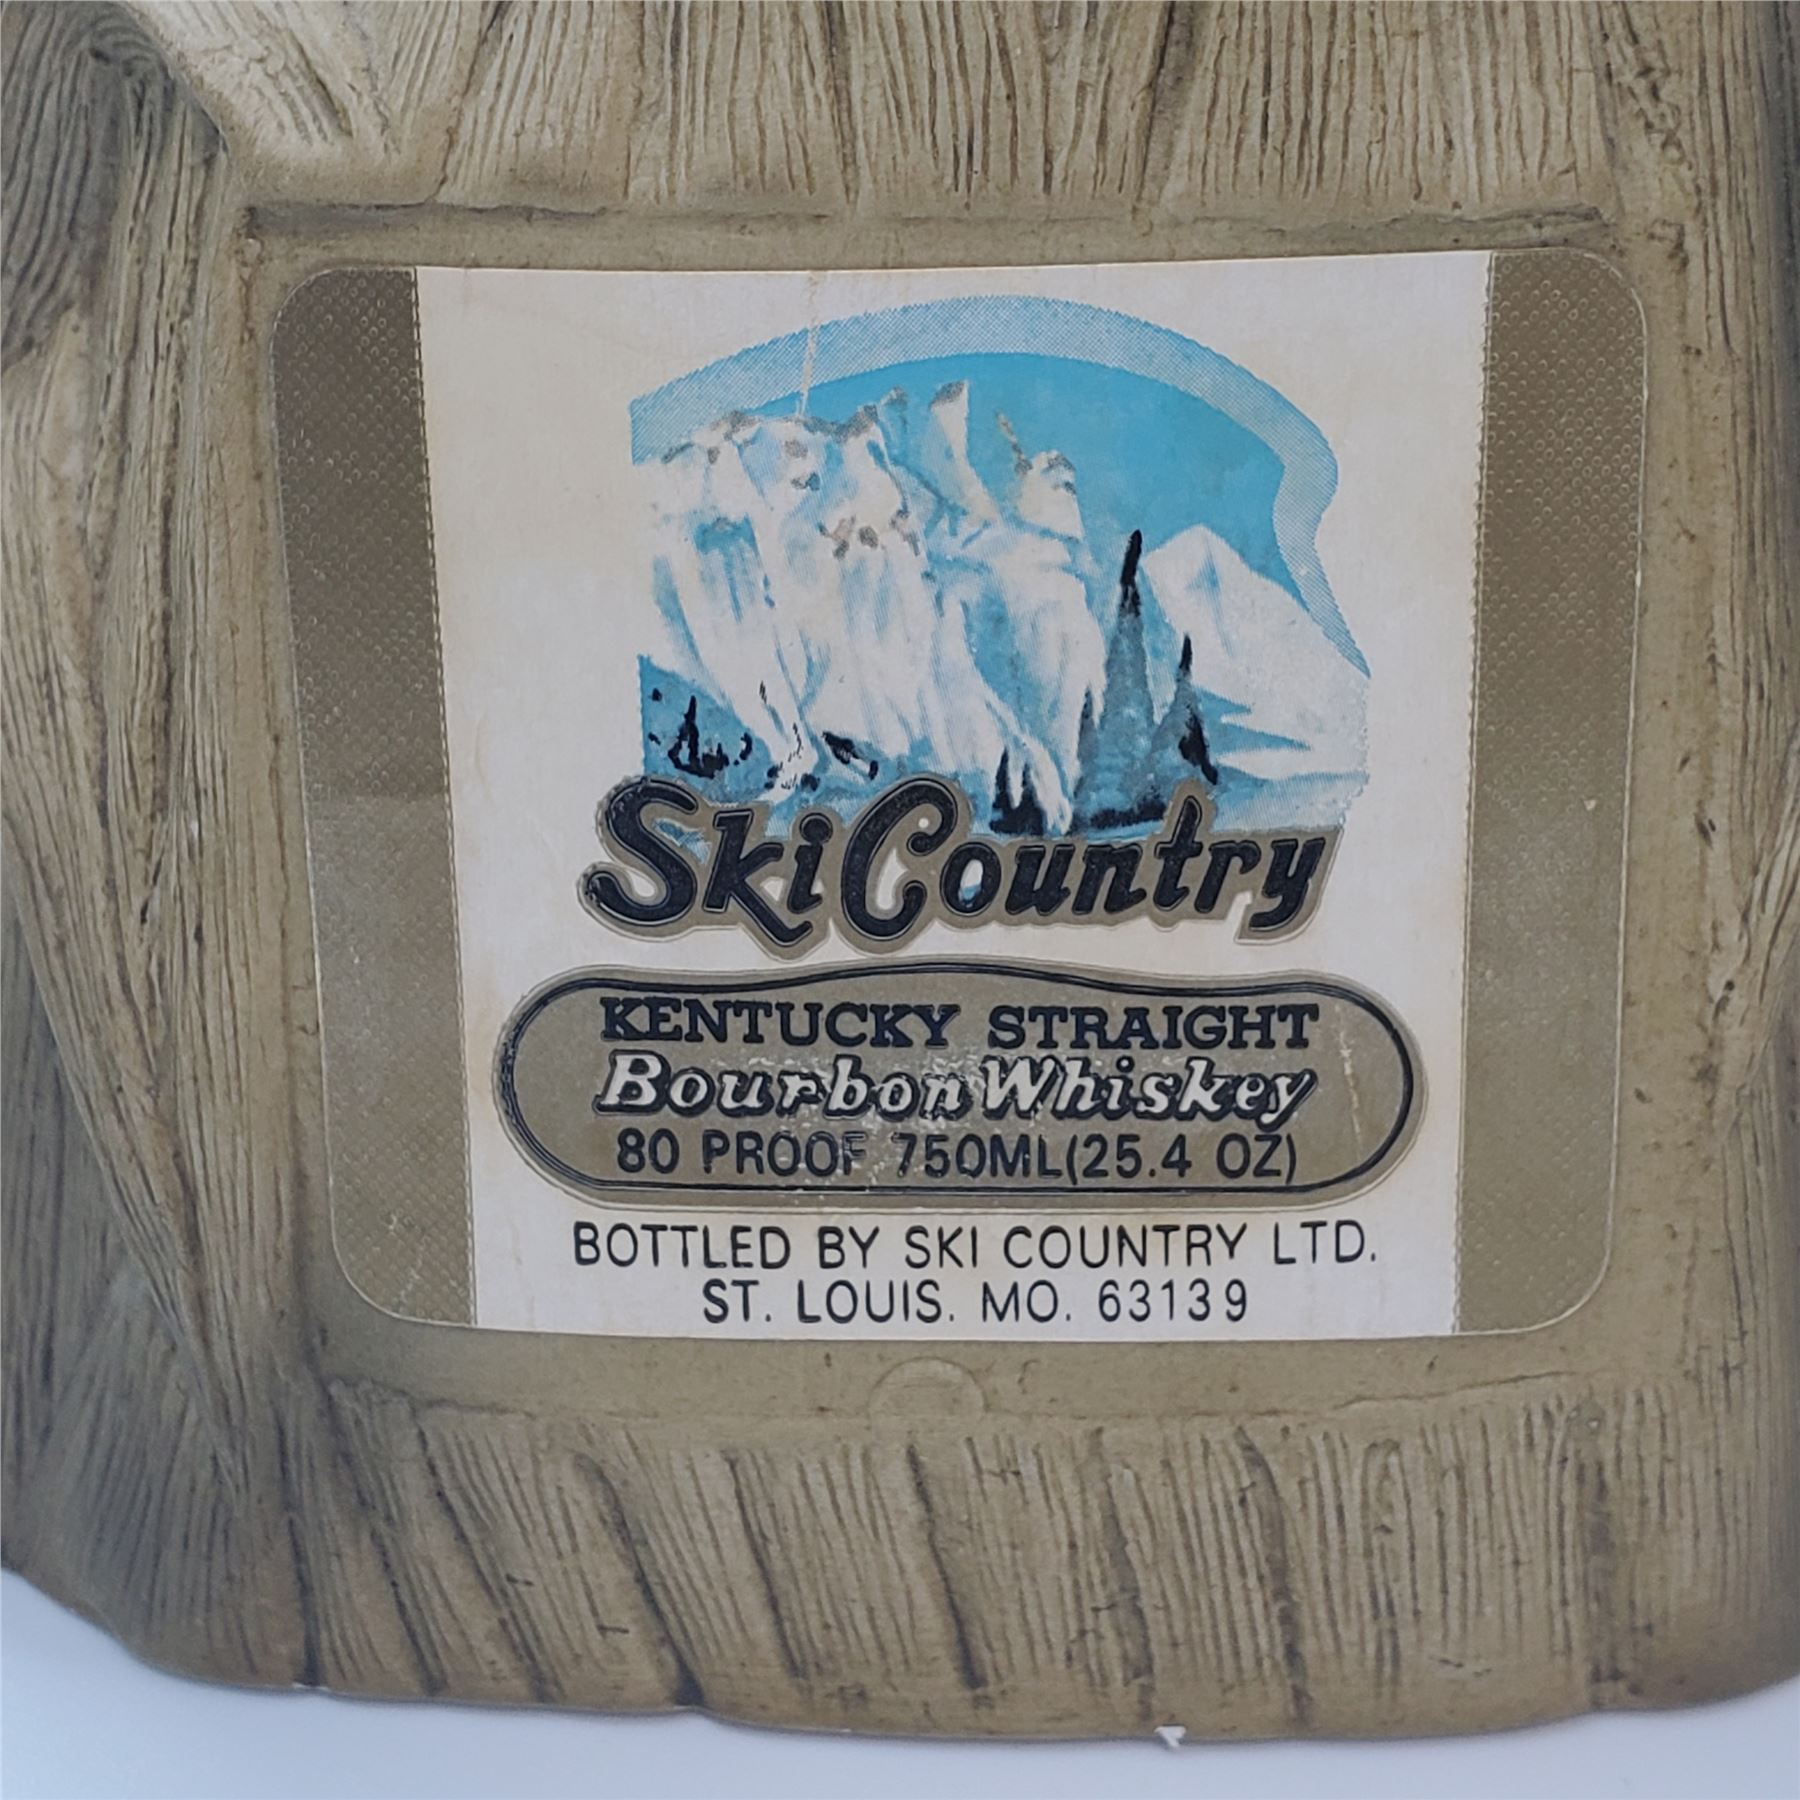 Ski Country
KENTUCKY STRAIGHT
Bourbon Whiskey
80 PROOF 750ML(25.4 OZ)
BOTTLED BY SKI COUNTRY LTD.
ST. LOUIS. MO. 63139